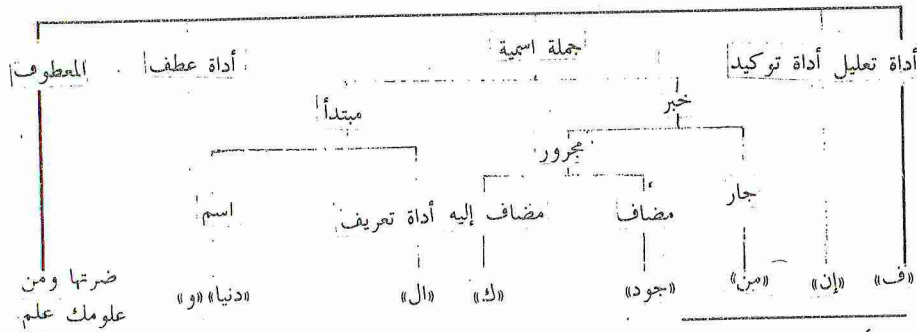 أداة تعليل أداة توكيد جملة اسمية أداة عطف المعطوف
خبر مبتدأ
مجرور
جار مضاف مضاف إليه أداة تعريف اسم
«ف» «إن» «من» «جود» «ك» «ال» «دنيا» «و» ضرتها ومن
علومك علم